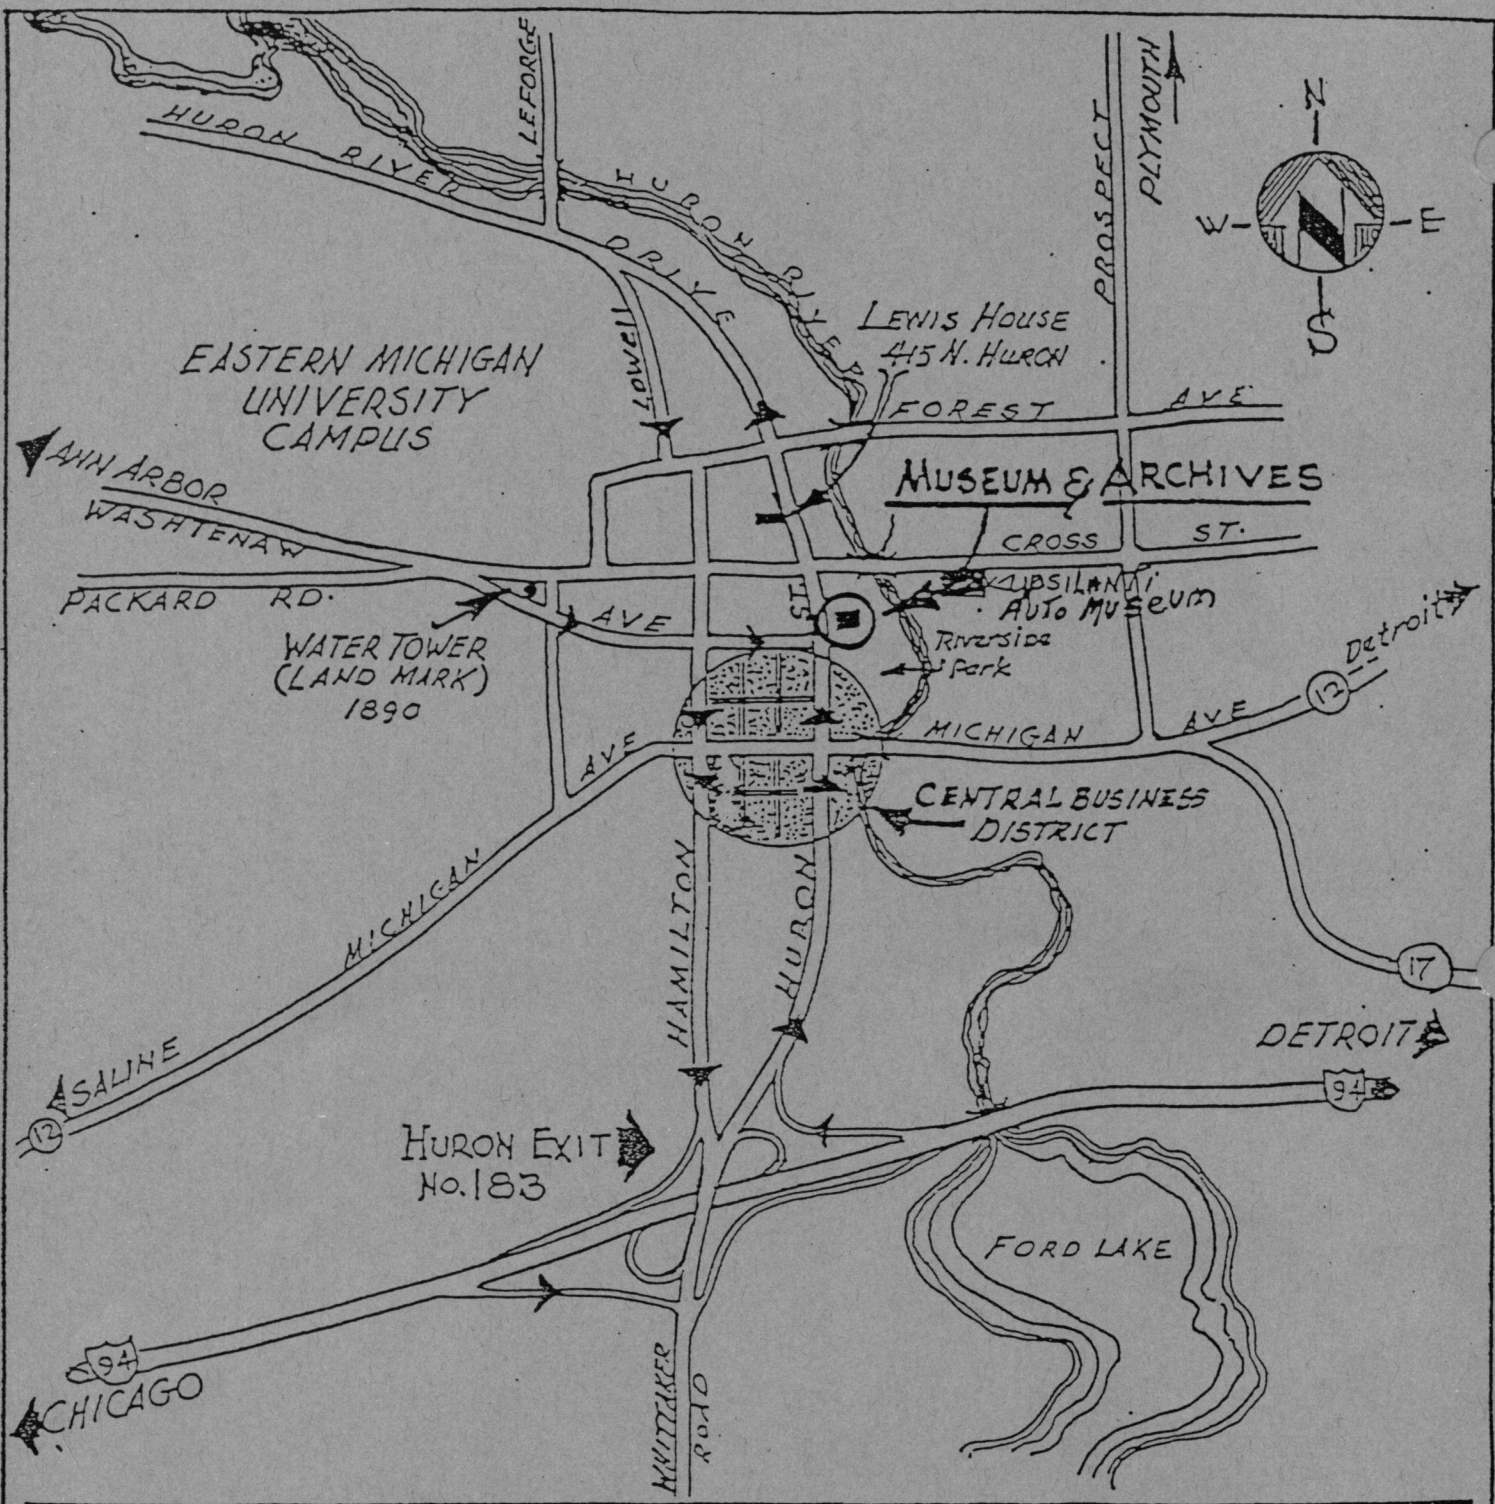 LEFORGE
PLYMOUTH
PROSPECT
N
W
E
S
HURON RIVER
DRIVE
RIVER
LEWIS HOUSE
415 N. HURON
LOWELL
EASTERN MICHIGAN
UNIVERSITY
CAMPUS
FOREST AVE
ANN ARBOR
WASHTENAW
MUSEUM & ARCHIVES
CROSS ST.
PACKARD RD.
AVE
ST
YPSILANTI
AUTO MUSEUM
Riverside
Park
Detroit
12
WATER TOWER
(LAND MARK)
1890
MICHIGAN AVE
AVE
CENTRAL BUSINESS
DISTRICT
MICHIGAN
HAMILTON
HURON
17
SALINE
12
DETROIT
94
HURON EXIT
NO. 183
FORD LAKE
94
CHICAGO
WHITTAKER
ROAD